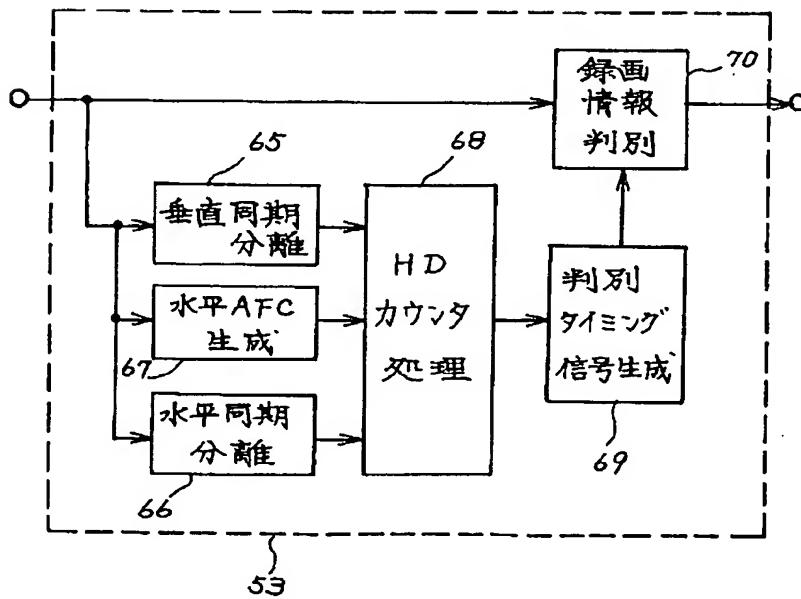 70
録画
情報
判別
65
垂直同期
分離
68
HD
カウンタ
処理
水平AFC
生成
67
判別
タイミング
信号生成
69
水平同期
分離
66
53